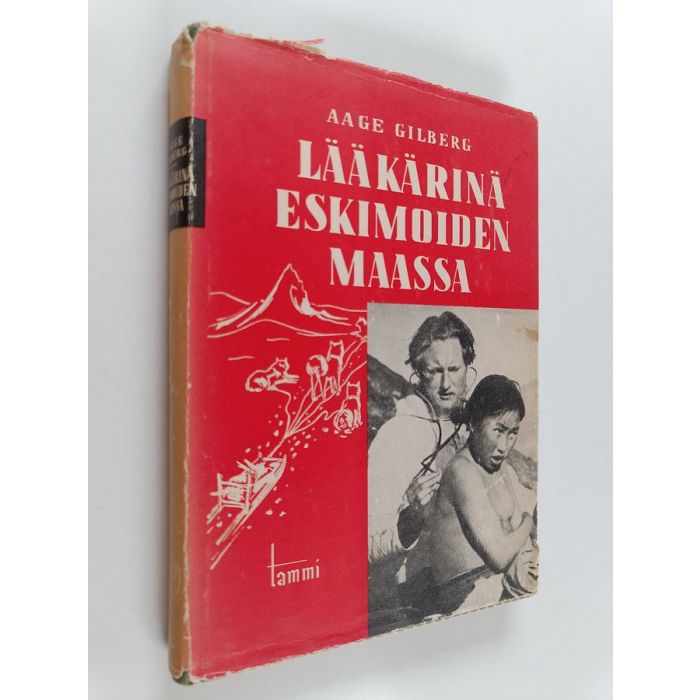 AAGE GILBERG
LÄÄKÄRINÄ
ESKIMOIDEN
MAASSA
tammi